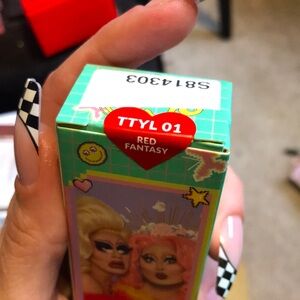 S814303
TTYL 01
RED
FANTASY